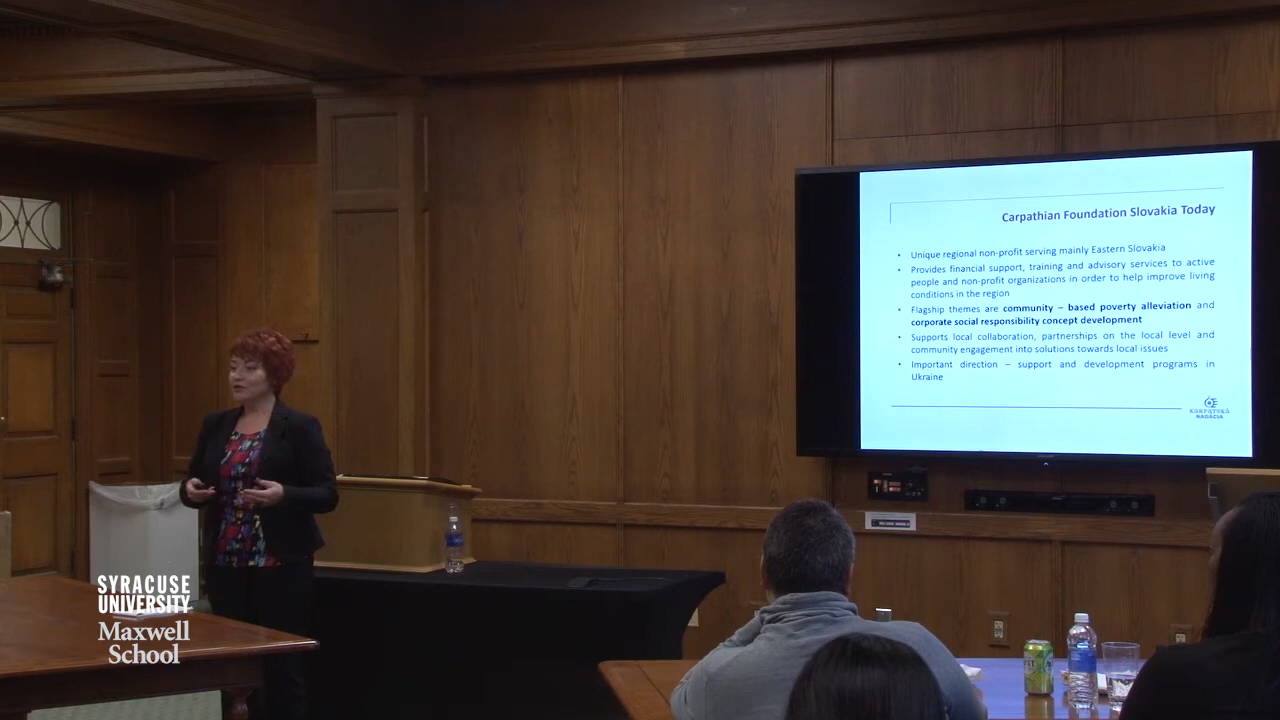 Carpathian Foundation Slovakia Today
• Unique regional non-profit serving mainly Eastern Slovakia
• Provides financial support, training and advisory services to active
people and non-profit organizations in order to help improve living
conditions in the region
• Flagship themes are community – based poverty alleviation and
corporate social responsibility concept development
• Supports local collaboration, partnerships on the local level and
community engagement into solutions towards local issues
• Important direction – support and development programs in
Ukraine
KARPATSKÁ
NADÁCIA
SYRACUSE
UNIVERSITY
Maxwell
School